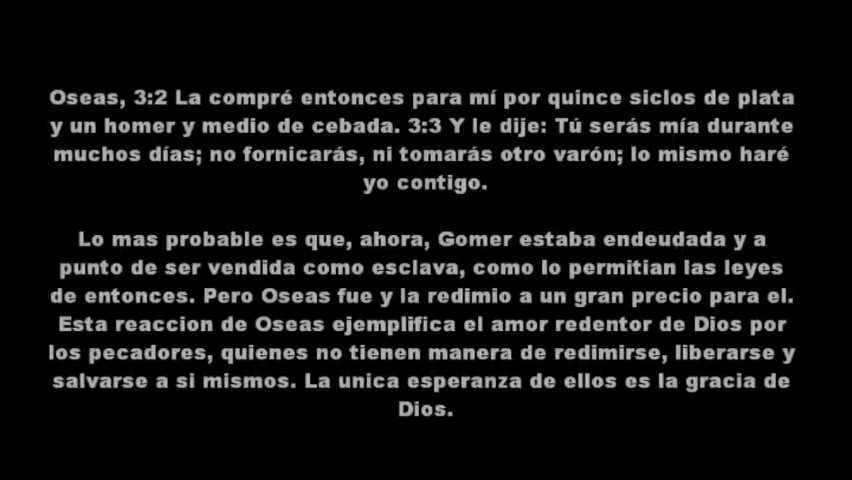 Oseas, 3:2 La compré entonces para mí por quince siclos de plata
y un homer y medio de cebada. 3:3 Y le dije: Tú serás mía durante
muchos días; no fornicarás, ni tomarás otro varón; lo mismo haré
yo contigo.
Lo mas probable es que, ahora, Gomer estaba endeudada y a
punto de ser vendida como esclava, como lo permitian las leyes
de entonces. Pero Oseas fue y la redimio a un gran precio para el.
Esta reaccion de Oseas ejemplifica el amor redentor de Dios por
los pecadores, quienes no tienen manera de redimirse, liberarse y
salvarse a si mismos. La unica esperanza de ellos es la gracia de
Dios.